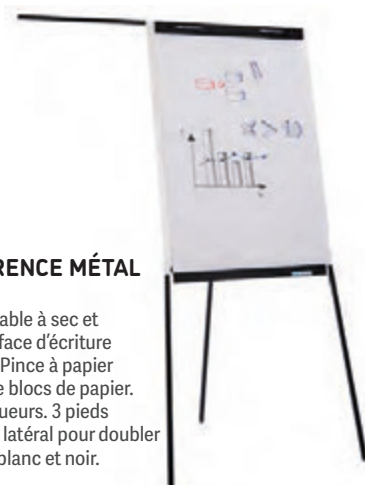 RENCE MÉTAL
able à sec et
face d'écriture
Pince à papier
e blocs de papier.
ueurs. 3 pieds
latéral pour doubler
blanc et noir.